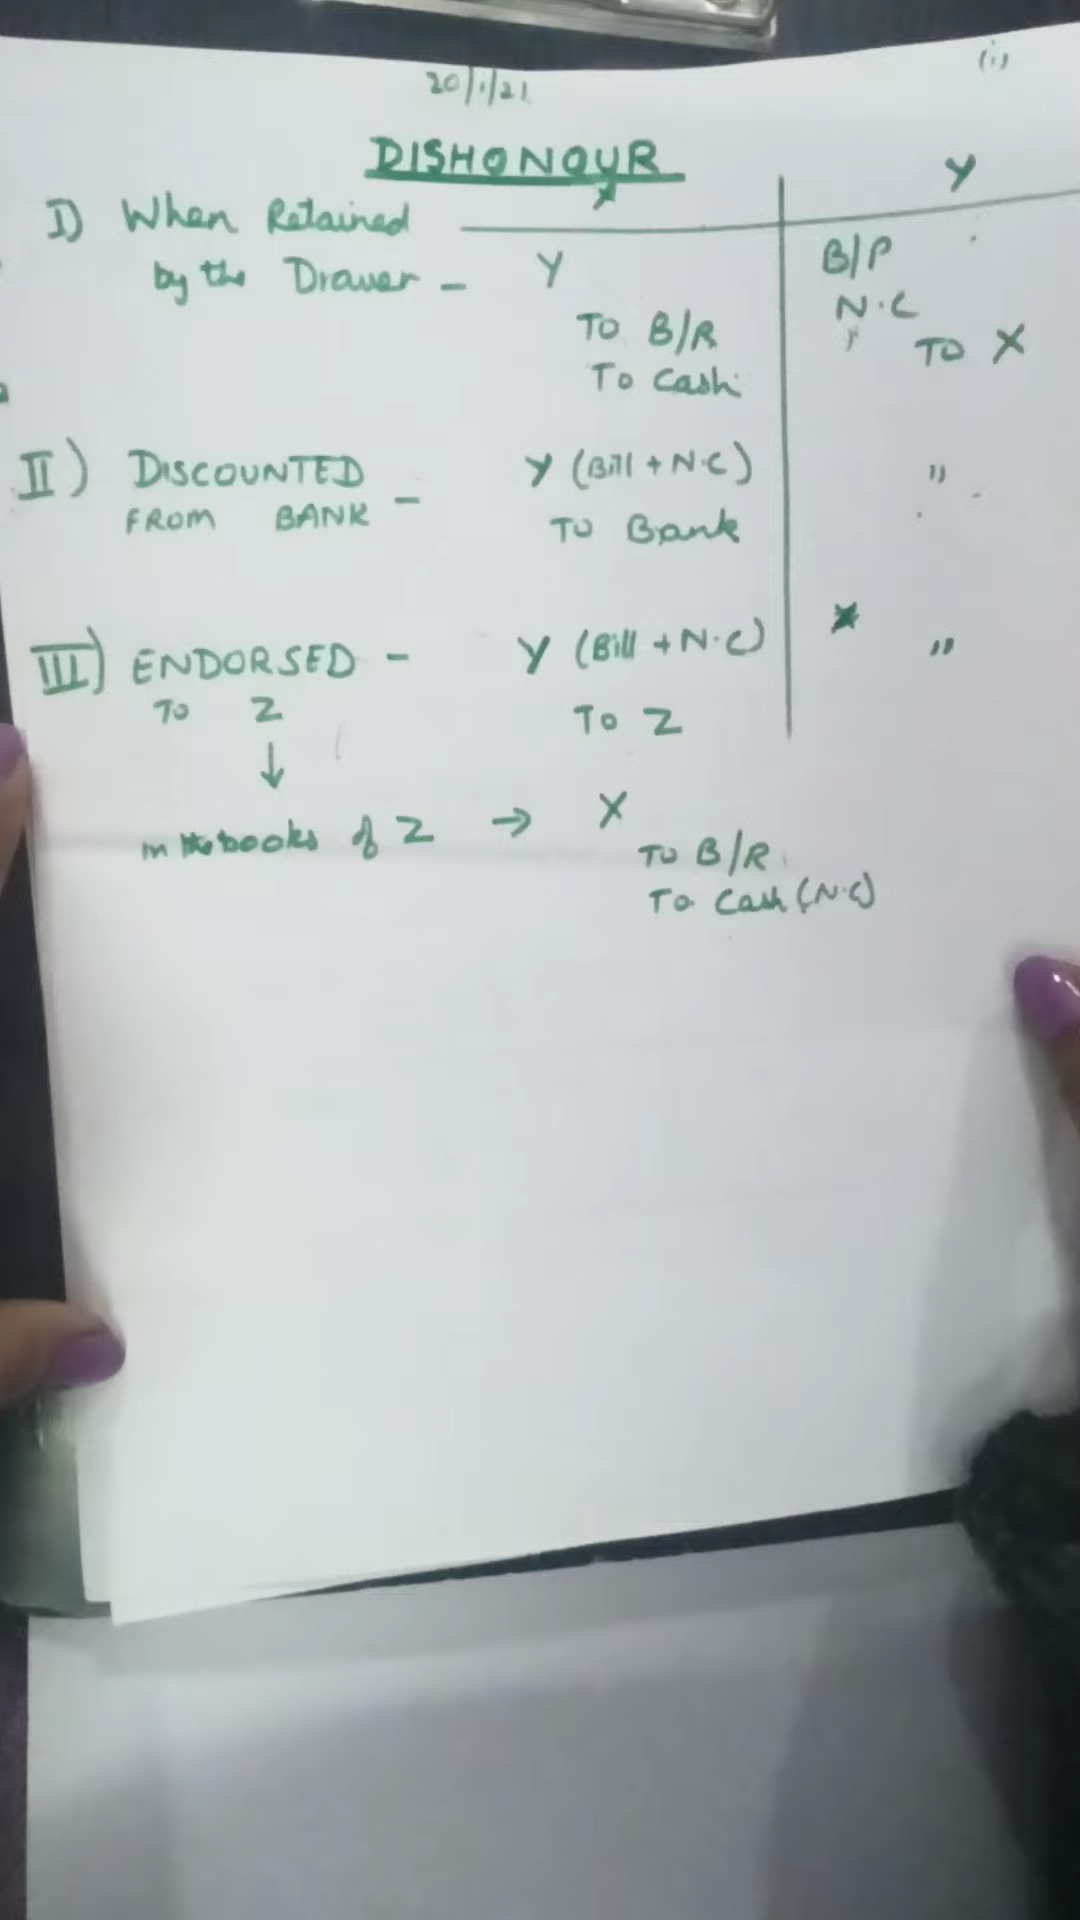 20/1/21
(i)
DISHONOUR
X
Y
I) When Retained
by the Drawer -
Y
To B/R
To Cash
B/P
N.C
To X
II) DISCOUNTED
FROM BANK -
Y (Bill + N.C)
To Bank
"
III) ENDORSED -
To Z
Y (Bill + N.C)
To Z
"
↓
in the books of Z → X
To B/R
To Cash (N.C)